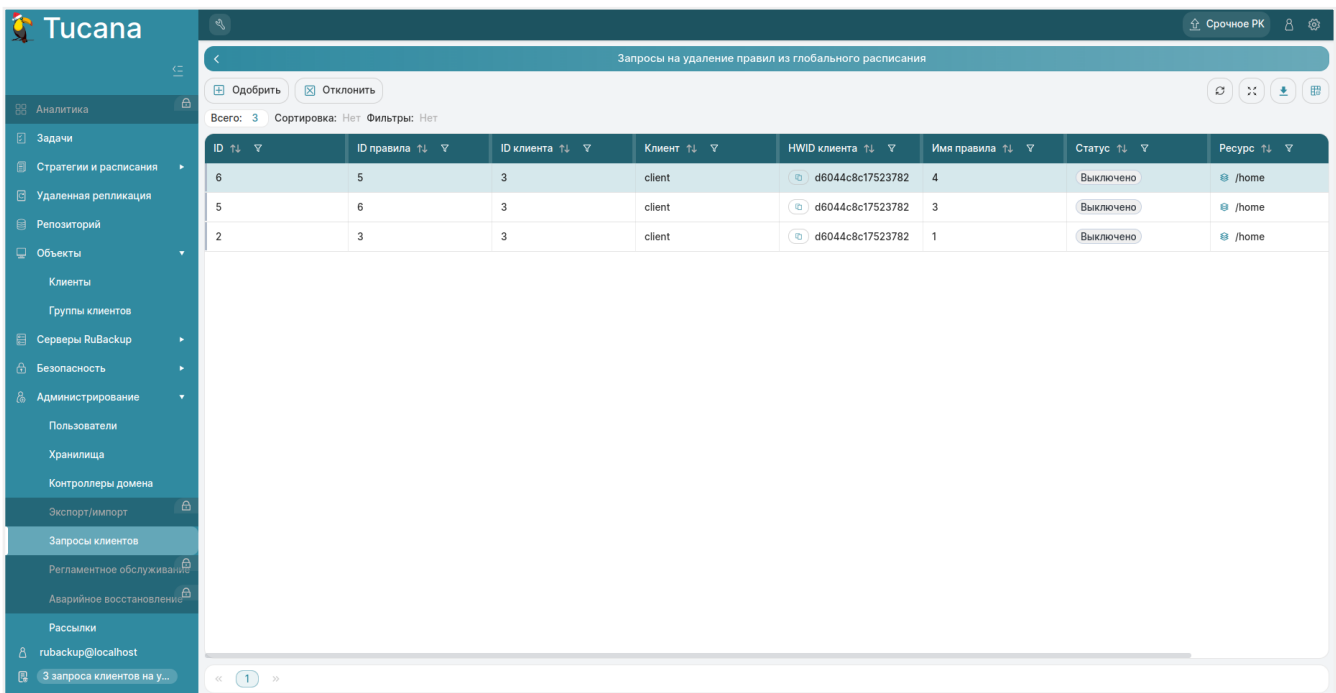 Tucana
Срочное РК
Запросы на удаление правил из глобального расписания
Одобрить
Отклонить
Всего: 3 Сортировка: Нет Фильтры: Нет
ID ID правила ID клиента Клиент HWID клиента Имя правила Статус Ресурс
6 5 3 client d6044c8c17523782 4 Выключено /home
5 6 3 client d6044c8c17523782 3 Выключено /home
2 3 3 client d6044c8c17523782 1 Выключено /home
Аналитика
Задачи
Стратегии и расписания
Удаленная репликация
Репозиторий
Объекты
Клиенты
Группы клиентов
Серверы RuBackup
Безопасность
Администрирование
Пользователи
Хранилища
Контроллеры домена
Экспорт/импорт
Запросы клиентов
Регламентное обслуживание
Аварийное восстановление
Рассылки
rubackup@localhost
3 запроса клиентов на у...
« 1 »